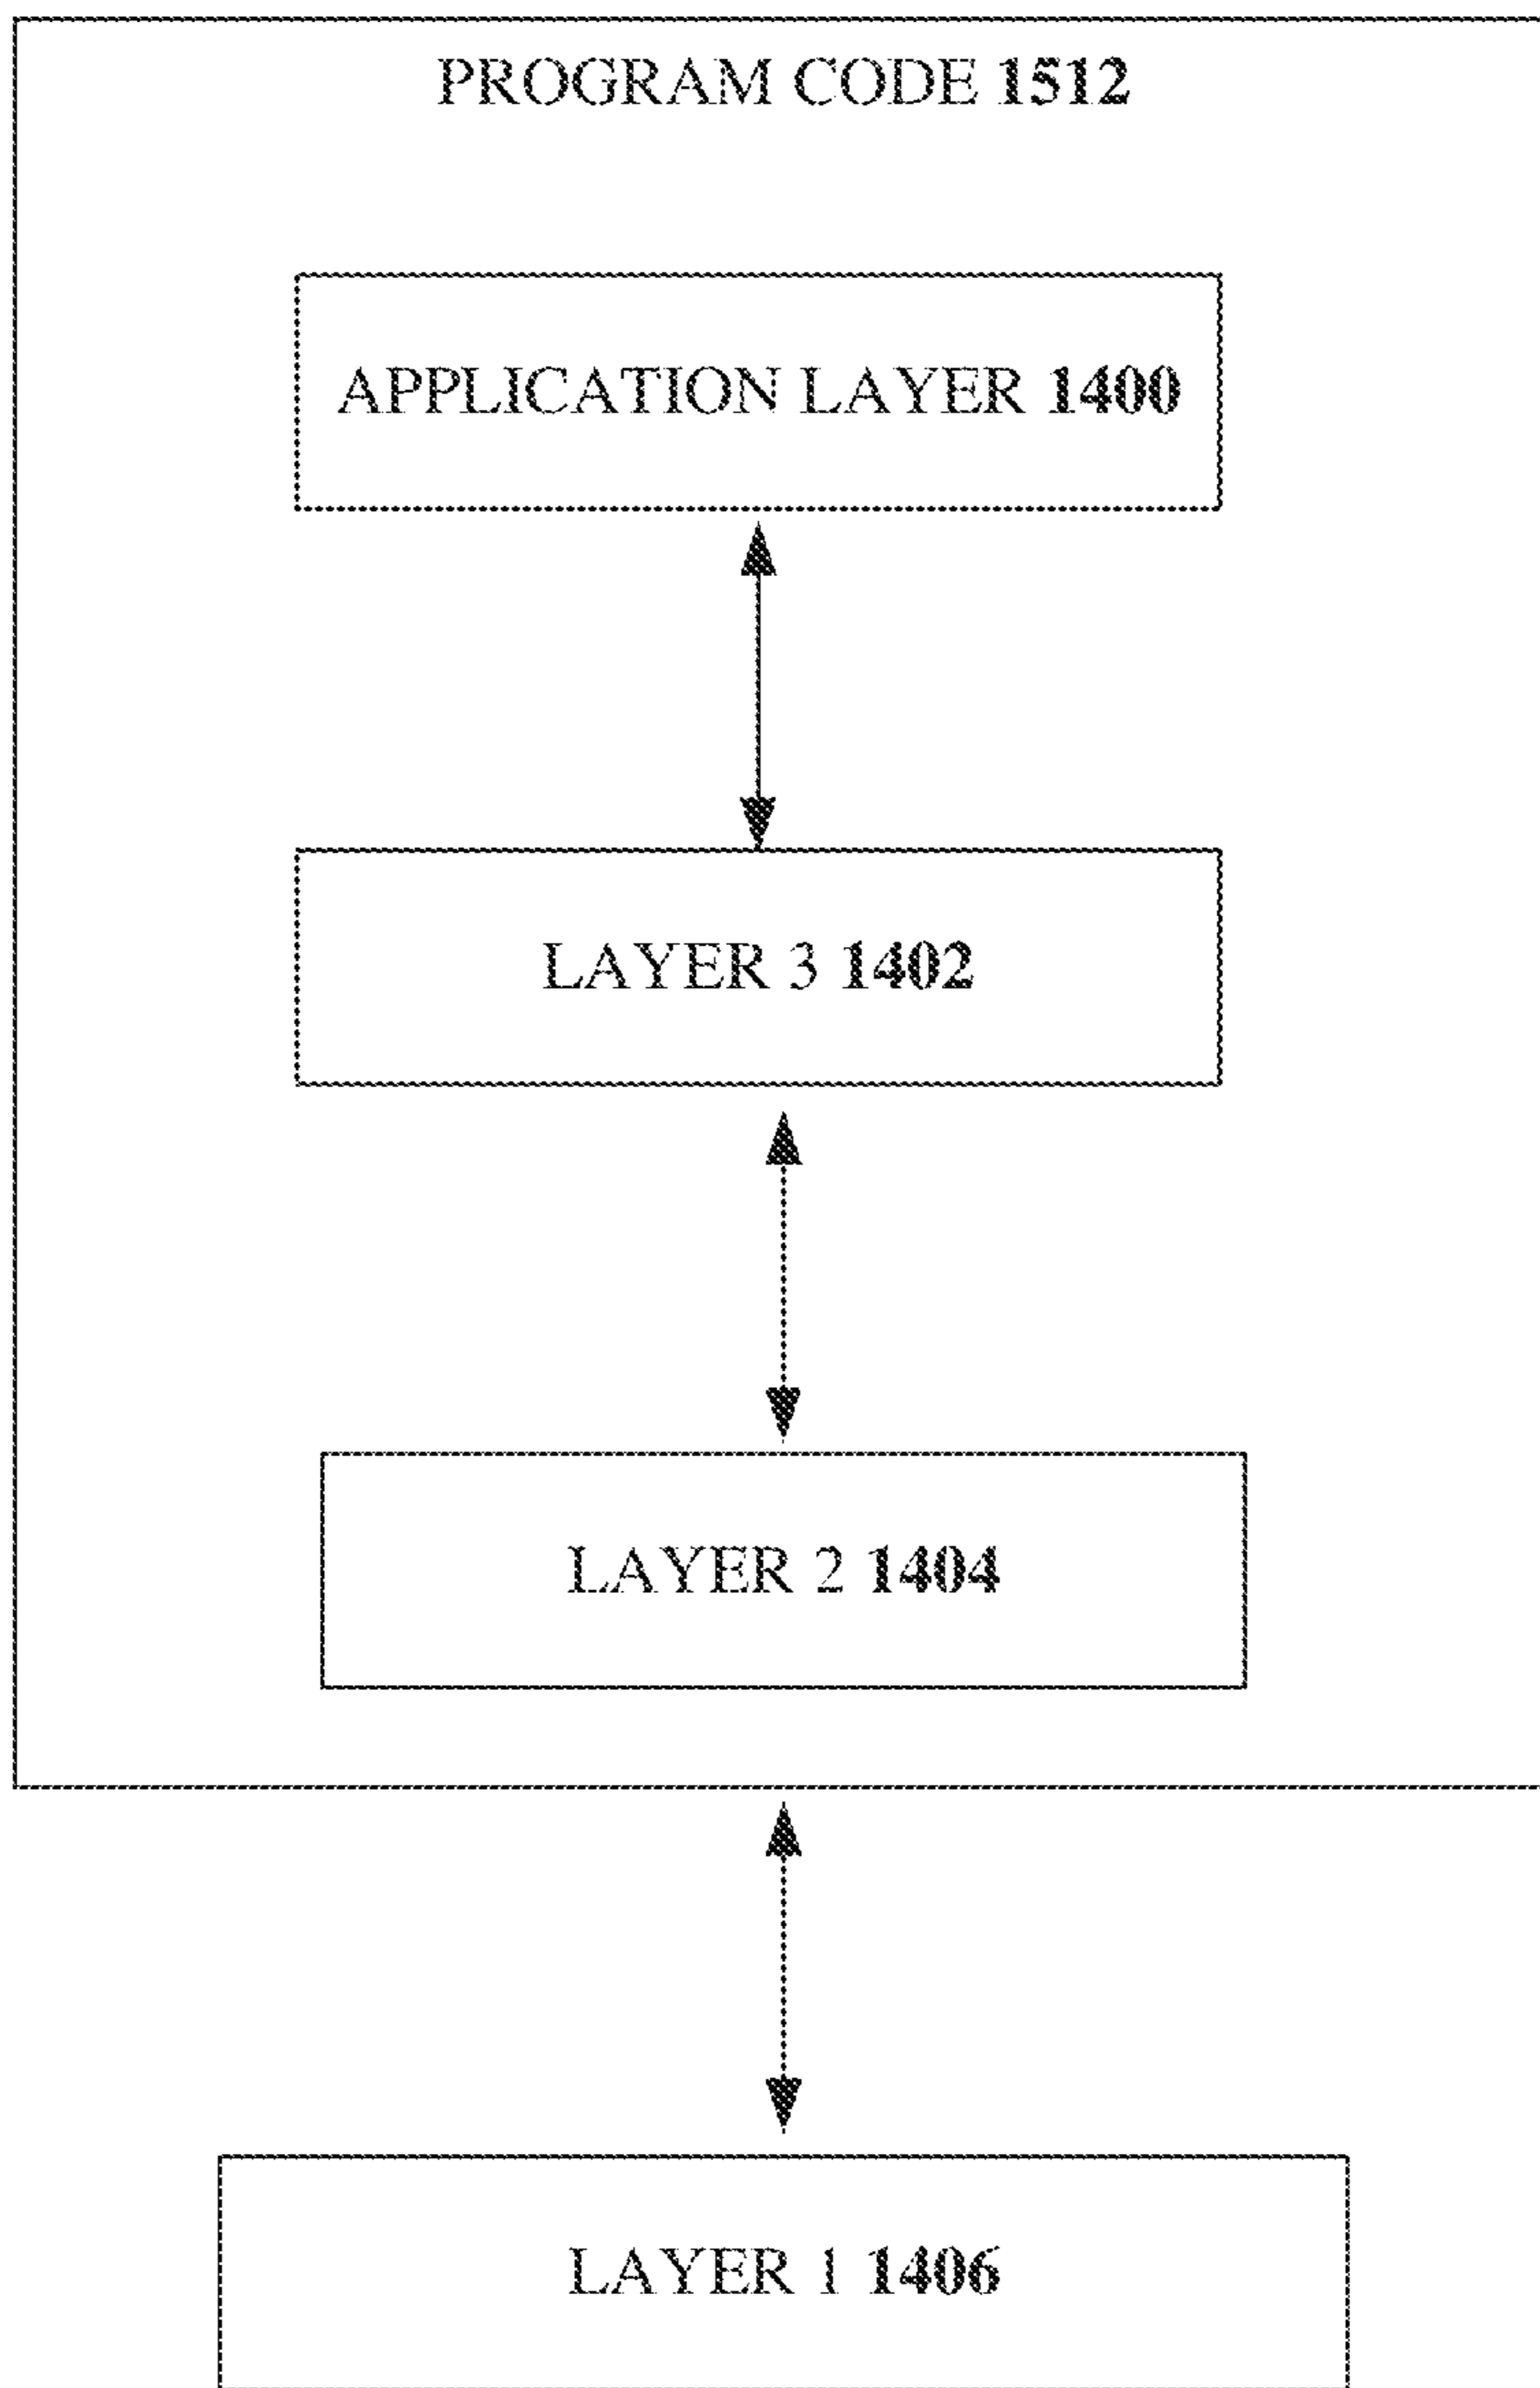 PROGRAM CODE 1512
APPLICATION LAYER 1400
LAYER 3 1402
LAYER 2 1404
LAYER 1 1406